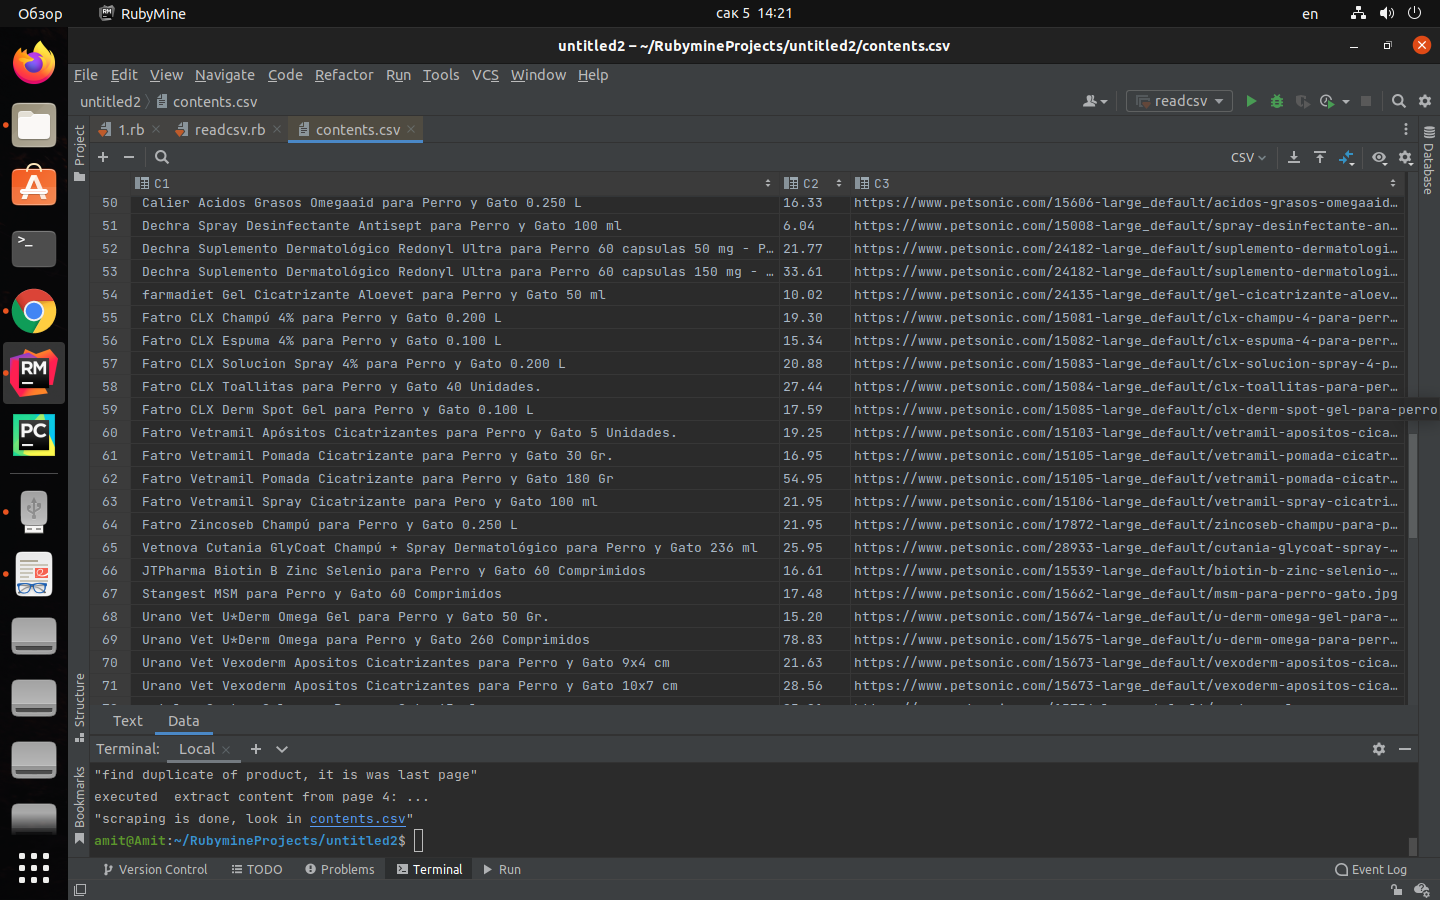 Обзор
RubyMine
сак 5 14:21
en
untitled2 – ~/RubymineProjects/untitled2/contents.csv
File Edit View Navigate Code Refactor Run Tools VCS Window Help
untitled2 contents.csv
readcsv
Project
1.rb
readcsv.rb
contents.csv
CSV
Database
C1 C2 C3
50 Calier Acidos Grasos Omegaaid para Perro y Gato 0.250 L 16.33 https://www.petsonic.com/15606-large_default/acidos-grasos-omegaaid…
51 Dechra Spray Desinfectante Antisept para Perro y Gato 100 ml 6.04 https://www.petsonic.com/15008-large_default/spray-desinfectante-an…
52 Dechra Suplemento Dermatológico Redonyl Ultra para Perro 60 capsulas 50 mg - P… 21.77 https://www.petsonic.com/24182-large_default/suplemento-dermatologi…
53 Dechra Suplemento Dermatológico Redonyl Ultra para Perro 60 capsulas 150 mg - … 33.61 https://www.petsonic.com/24182-large_default/suplemento-dermatologi…
54 farmadiet Gel Cicatrizante Aloevet para Perro y Gato 50 ml 10.02 https://www.petsonic.com/24135-large_default/gel-cicatrizante-aloev…
55 Fatro CLX Champú 4% para Perro y Gato 0.200 L 19.30 https://www.petsonic.com/15081-large_default/clx-champu-4-para-perr…
56 Fatro CLX Espuma 4% para Perro y Gato 0.100 L 15.34 https://www.petsonic.com/15082-large_default/clx-espuma-4-para-perr…
57 Fatro CLX Solucion Spray 4% para Perro y Gato 0.200 L 20.88 https://www.petsonic.com/15083-large_default/clx-solucion-spray-4-p…
58 Fatro CLX Toallitas para Perro y Gato 40 Unidades. 27.44 https://www.petsonic.com/15084-large_default/clx-toallitas-para-per…
59 Fatro CLX Derm Spot Gel para Perro y Gato 0.100 L 17.59 https://www.petsonic.com/15085-large_default/clx-derm-spot-gel-para-perro
60 Fatro Vetramil Apósitos Cicatrizantes para Perro y Gato 5 Unidades. 19.25 https://www.petsonic.com/15103-large_default/vetramil-apositos-cica…
61 Fatro Vetramil Pomada Cicatrizante para Perro y Gato 30 Gr. 16.95 https://www.petsonic.com/15105-large_default/vetramil-pomada-cicatr…
62 Fatro Vetramil Pomada Cicatrizante para Perro y Gato 180 Gr 54.95 https://www.petsonic.com/15105-large_default/vetramil-pomada-cicatr…
63 Fatro Vetramil Spray Cicatrizante para Pero y Gato 100 ml 21.95 https://www.petsonic.com/15106-large_default/vetramil-spray-cicatri…
64 Fatro Zincoseb Champú para Perro y Gato 0.250 L 21.95 https://www.petsonic.com/17872-large_default/zincoseb-champu-para-p…
65 Vetnova Cutania GlyCoat Champú + Spray Dermatológico para Perro y Gato 236 ml 25.95 https://www.petsonic.com/28933-large_default/cutania-glycoat-spray-…
66 JTPharma Biotin B Zinc Selenio para Perro y Gato 60 Comprimidos 16.61 https://www.petsonic.com/15539-large_default/biotin-b-zinc-selenio-…
67 Stangest MSM para Perro y Gato 60 Comprimidos 17.48 https://www.petsonic.com/15662-large_default/msm-para-perro-gato.jpg
68 Urano Vet U*Derm Omega Gel para Perro y Gato 50 Gr. 15.20 https://www.petsonic.com/15674-large_default/u-derm-omega-gel-para-…
69 Urano Vet U*Derm Omega para Perro y Gato 260 Comprimidos 78.83 https://www.petsonic.com/15675-large_default/u-derm-omega-para-perr…
70 Urano Vet Vexoderm Apositos Cicatrizantes para Perro y Gato 9x4 cm 21.63 https://www.petsonic.com/15673-large_default/vexoderm-apositos-cica…
71 Urano Vet Vexoderm Apositos Cicatrizantes para Perro y Gato 10x7 cm 28.56 https://www.petsonic.com/15673-large_default/vexoderm-apositos-cica…
RM
PC
Structure
Bookmarks
Text Data
Terminal: Local
"find duplicate of product, it is was last page"
executed extract content from page 4: ...
"scraping is done, look in contents.csv"
amit@Amit:~/RubymineProjects/untitled2$
Version Control TODO Problems Terminal Run Event Log